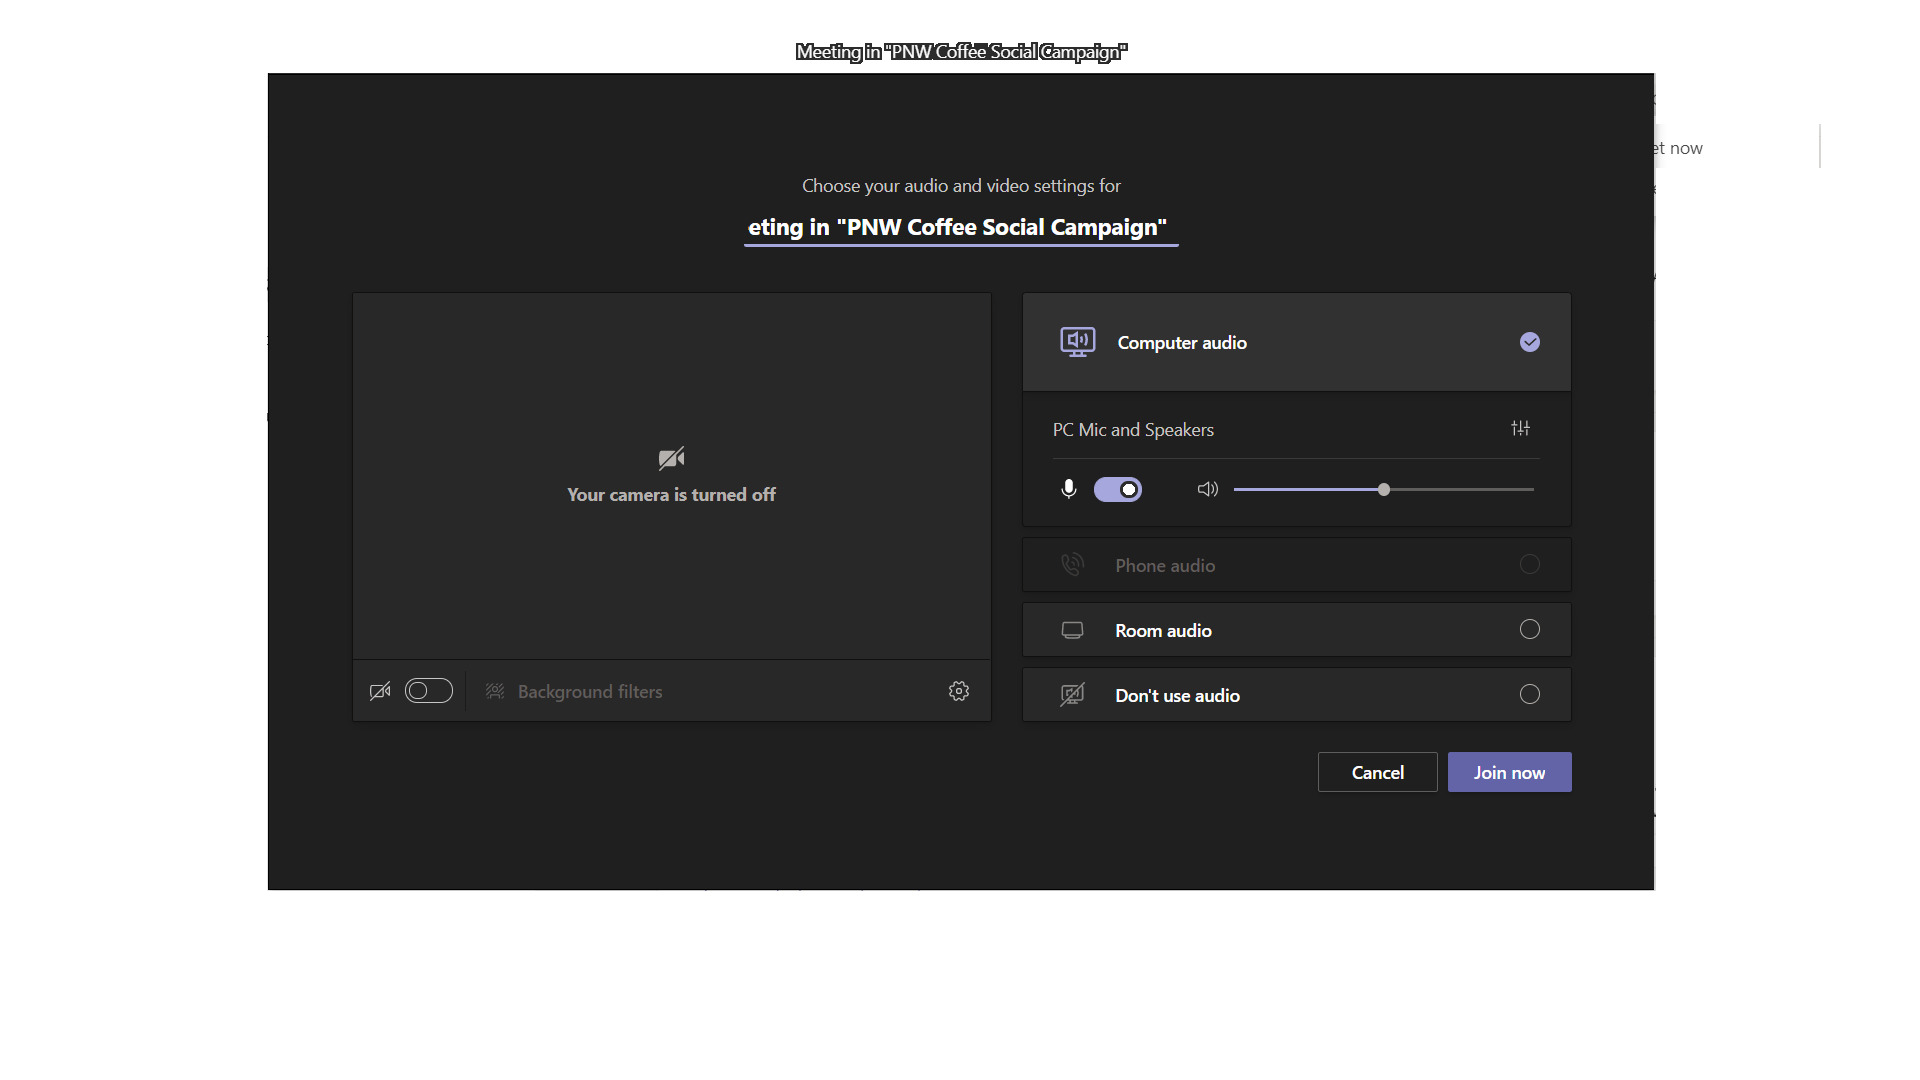 Meeting in "PNW Coffee Social Campaign"
et now
Choose your audio and video settings for
eting in "PNW Coffee Social Campaign"
Computer audio
PC Mic and Speakers
Your camera is turned off
Phone audio
Room audio
Background filters
Don't use audio
Cancel
Join now